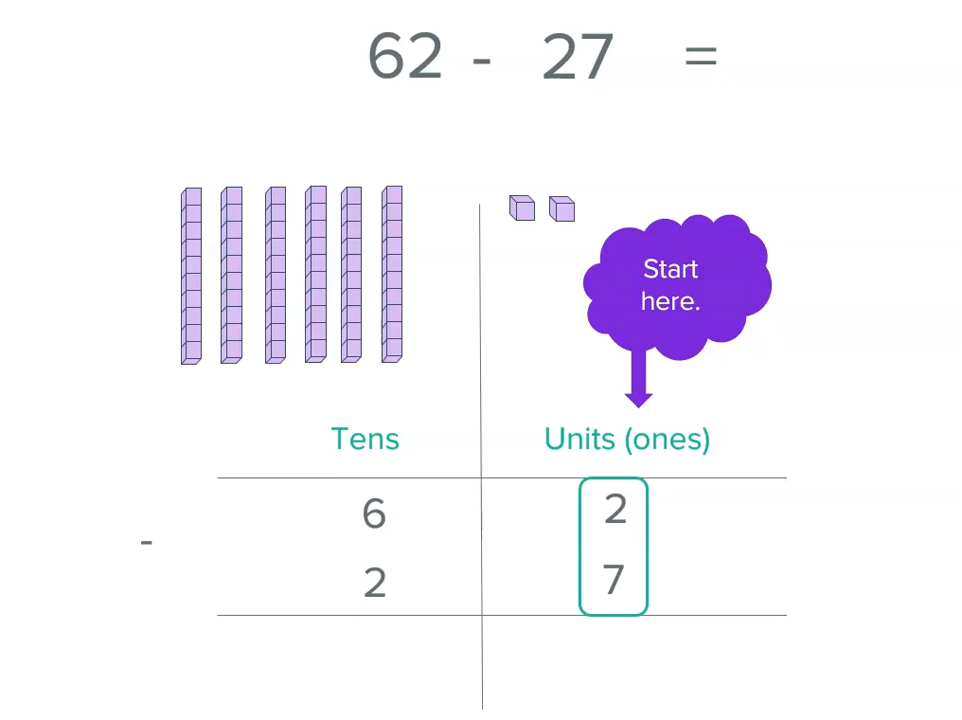 62 - 27 =
Start
here.
Tens Units (ones)
6 2
-
2 7